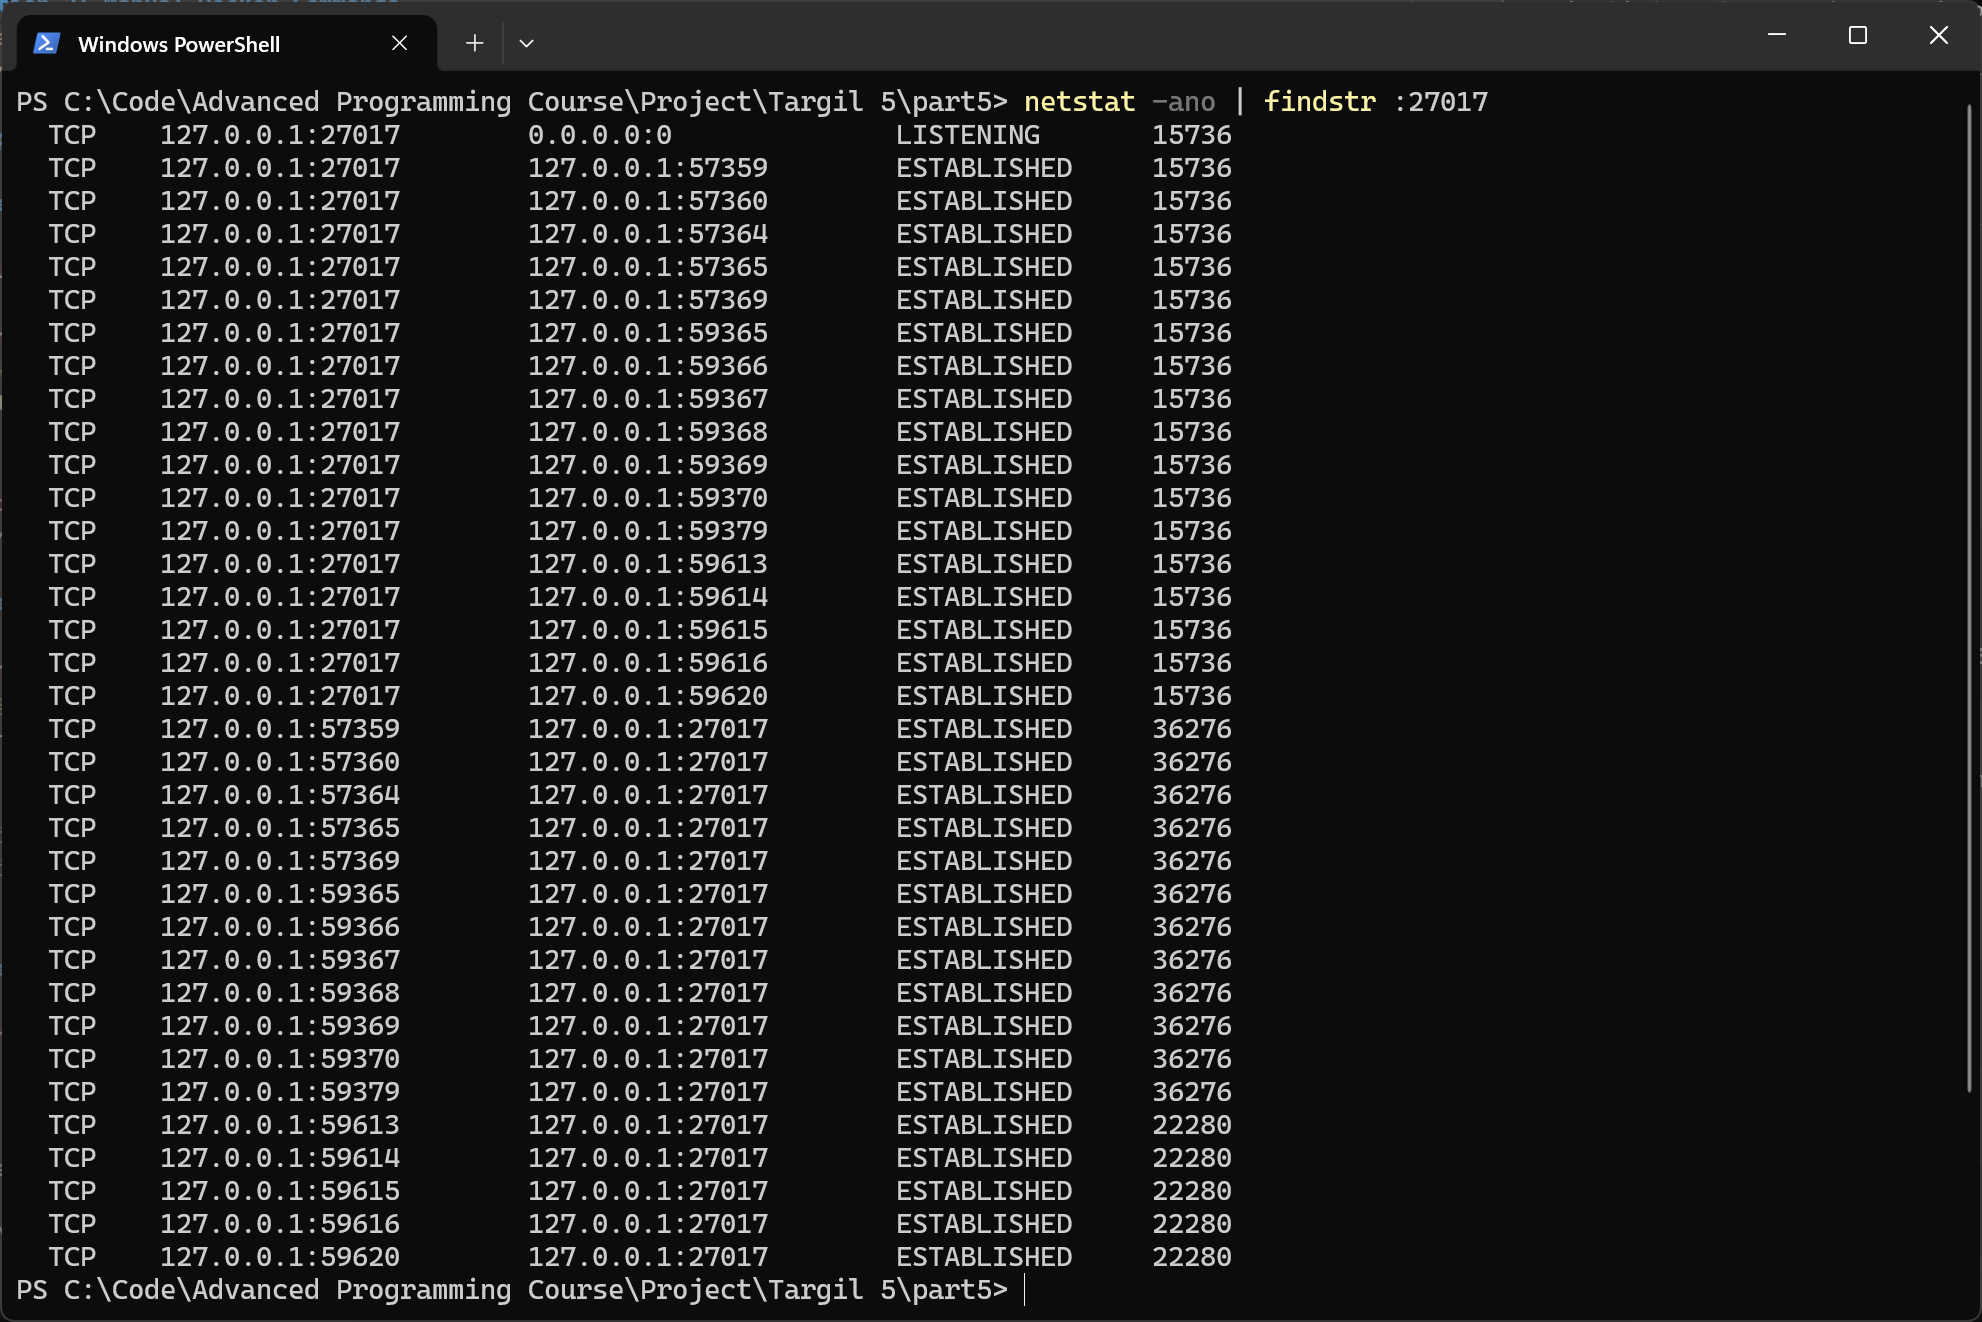 Windows PowerShell
PS C:\Code\Advanced Programming Course\Project\Targil 5\part5> netstat -ano | findstr :27017
TCP 127.0.0.1:27017 0.0.0.0:0 LISTENING 15736
TCP 127.0.0.1:27017 127.0.0.1:57359 ESTABLISHED 15736
TCP 127.0.0.1:27017 127.0.0.1:57360 ESTABLISHED 15736
TCP 127.0.0.1:27017 127.0.0.1:57364 ESTABLISHED 15736
TCP 127.0.0.1:27017 127.0.0.1:57365 ESTABLISHED 15736
TCP 127.0.0.1:27017 127.0.0.1:57369 ESTABLISHED 15736
TCP 127.0.0.1:27017 127.0.0.1:59365 ESTABLISHED 15736
TCP 127.0.0.1:27017 127.0.0.1:59366 ESTABLISHED 15736
TCP 127.0.0.1:27017 127.0.0.1:59367 ESTABLISHED 15736
TCP 127.0.0.1:27017 127.0.0.1:59368 ESTABLISHED 15736
TCP 127.0.0.1:27017 127.0.0.1:59369 ESTABLISHED 15736
TCP 127.0.0.1:27017 127.0.0.1:59370 ESTABLISHED 15736
TCP 127.0.0.1:27017 127.0.0.1:59379 ESTABLISHED 15736
TCP 127.0.0.1:27017 127.0.0.1:59613 ESTABLISHED 15736
TCP 127.0.0.1:27017 127.0.0.1:59614 ESTABLISHED 15736
TCP 127.0.0.1:27017 127.0.0.1:59615 ESTABLISHED 15736
TCP 127.0.0.1:27017 127.0.0.1:59616 ESTABLISHED 15736
TCP 127.0.0.1:27017 127.0.0.1:59620 ESTABLISHED 15736
TCP 127.0.0.1:57359 127.0.0.1:27017 ESTABLISHED 36276
TCP 127.0.0.1:57360 127.0.0.1:27017 ESTABLISHED 36276
TCP 127.0.0.1:57364 127.0.0.1:27017 ESTABLISHED 36276
TCP 127.0.0.1:57365 127.0.0.1:27017 ESTABLISHED 36276
TCP 127.0.0.1:57369 127.0.0.1:27017 ESTABLISHED 36276
TCP 127.0.0.1:59365 127.0.0.1:27017 ESTABLISHED 36276
TCP 127.0.0.1:59366 127.0.0.1:27017 ESTABLISHED 36276
TCP 127.0.0.1:59367 127.0.0.1:27017 ESTABLISHED 36276
TCP 127.0.0.1:59368 127.0.0.1:27017 ESTABLISHED 36276
TCP 127.0.0.1:59369 127.0.0.1:27017 ESTABLISHED 36276
TCP 127.0.0.1:59370 127.0.0.1:27017 ESTABLISHED 36276
TCP 127.0.0.1:59379 127.0.0.1:27017 ESTABLISHED 36276
TCP 127.0.0.1:59613 127.0.0.1:27017 ESTABLISHED 22280
TCP 127.0.0.1:59614 127.0.0.1:27017 ESTABLISHED 22280
TCP 127.0.0.1:59615 127.0.0.1:27017 ESTABLISHED 22280
TCP 127.0.0.1:59616 127.0.0.1:27017 ESTABLISHED 22280
TCP 127.0.0.1:59620 127.0.0.1:27017 ESTABLISHED 22280
PS C:\Code\Advanced Programming Course\Project\Targil 5\part5>